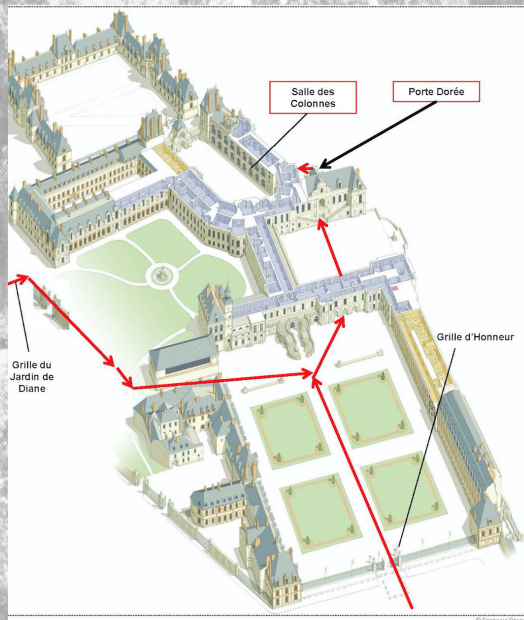 Salle des
Colonnes
Porte Dorée
Grille d'Honneur
Grille du
Jardin de
Diane